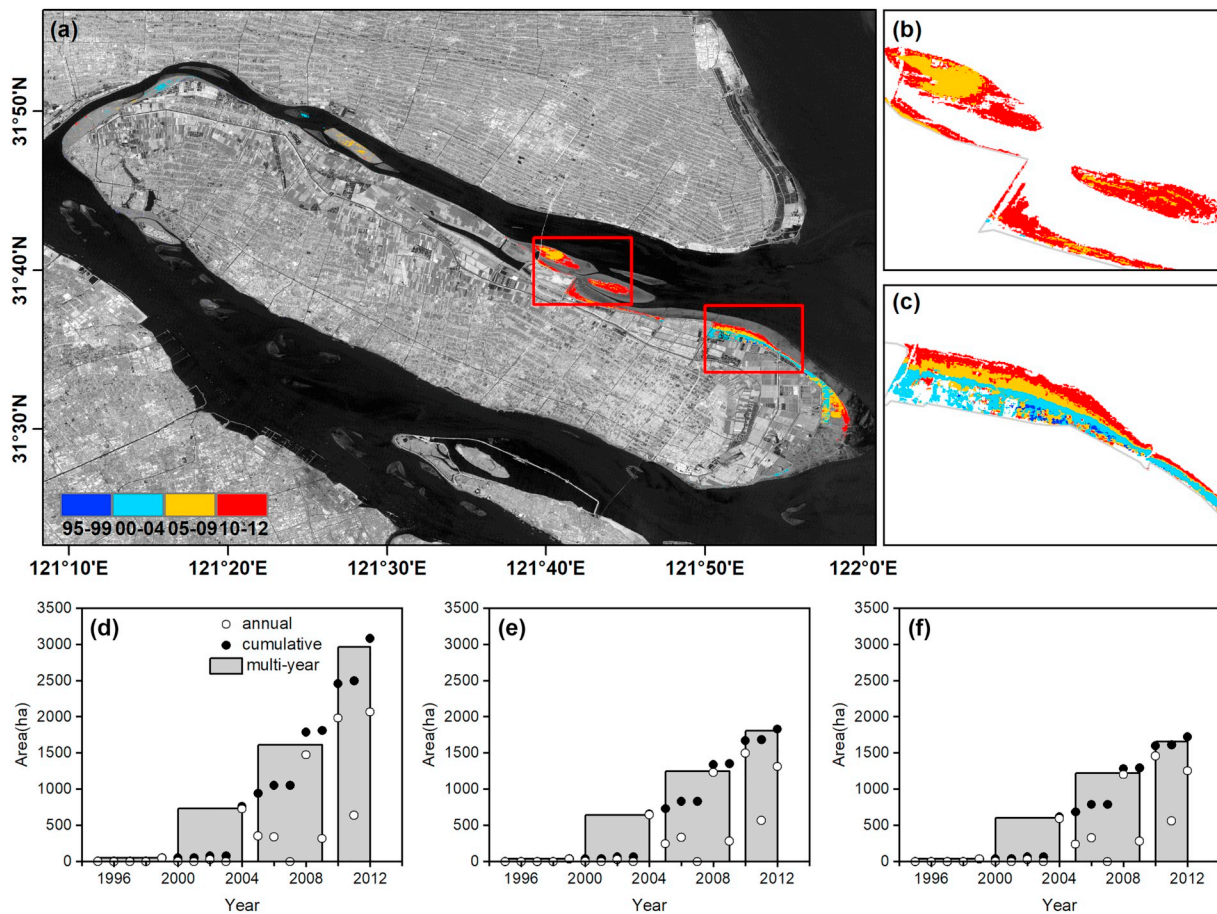 (a)
(b)
(c)
31°50'N
31°40'N
31°30'N
95-99 00-04 05-09 10-12
121°10'E 121°20'E 121°30'E 121°40'E 121°50'E 122°0'E
(d)
annual
cumulative
multi-year
Area(ha)
3500
3000
2500
2000
1500
1000
500
0
1996 2000 2004 2008 2012
Year
(e)
Area(ha)
3500
3000
2500
2000
1500
1000
500
0
1996 2000 2004 2008 2012
Year
(f)
Area(ha)
3500
3000
2500
2000
1500
1000
500
0
1996 2000 2004 2008 2012
Year